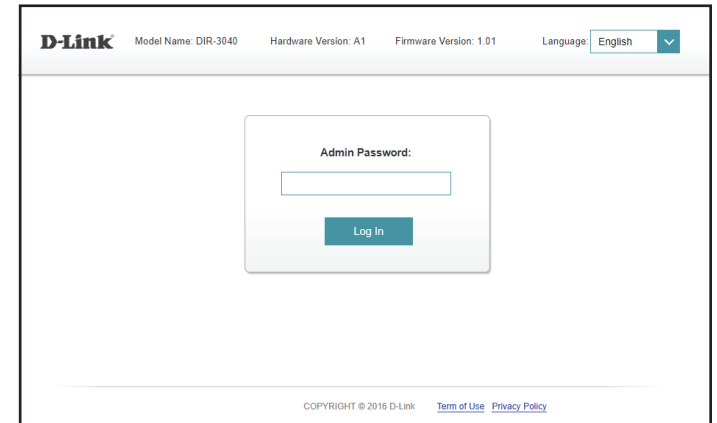 D-Link Model Name: DIR-3040 Hardware Version: A1 Firmware Version: 1.01 Language: English
Admin Password:
Log In
COPYRIGHT © 2016 D-Link Term of Use Privacy Policy